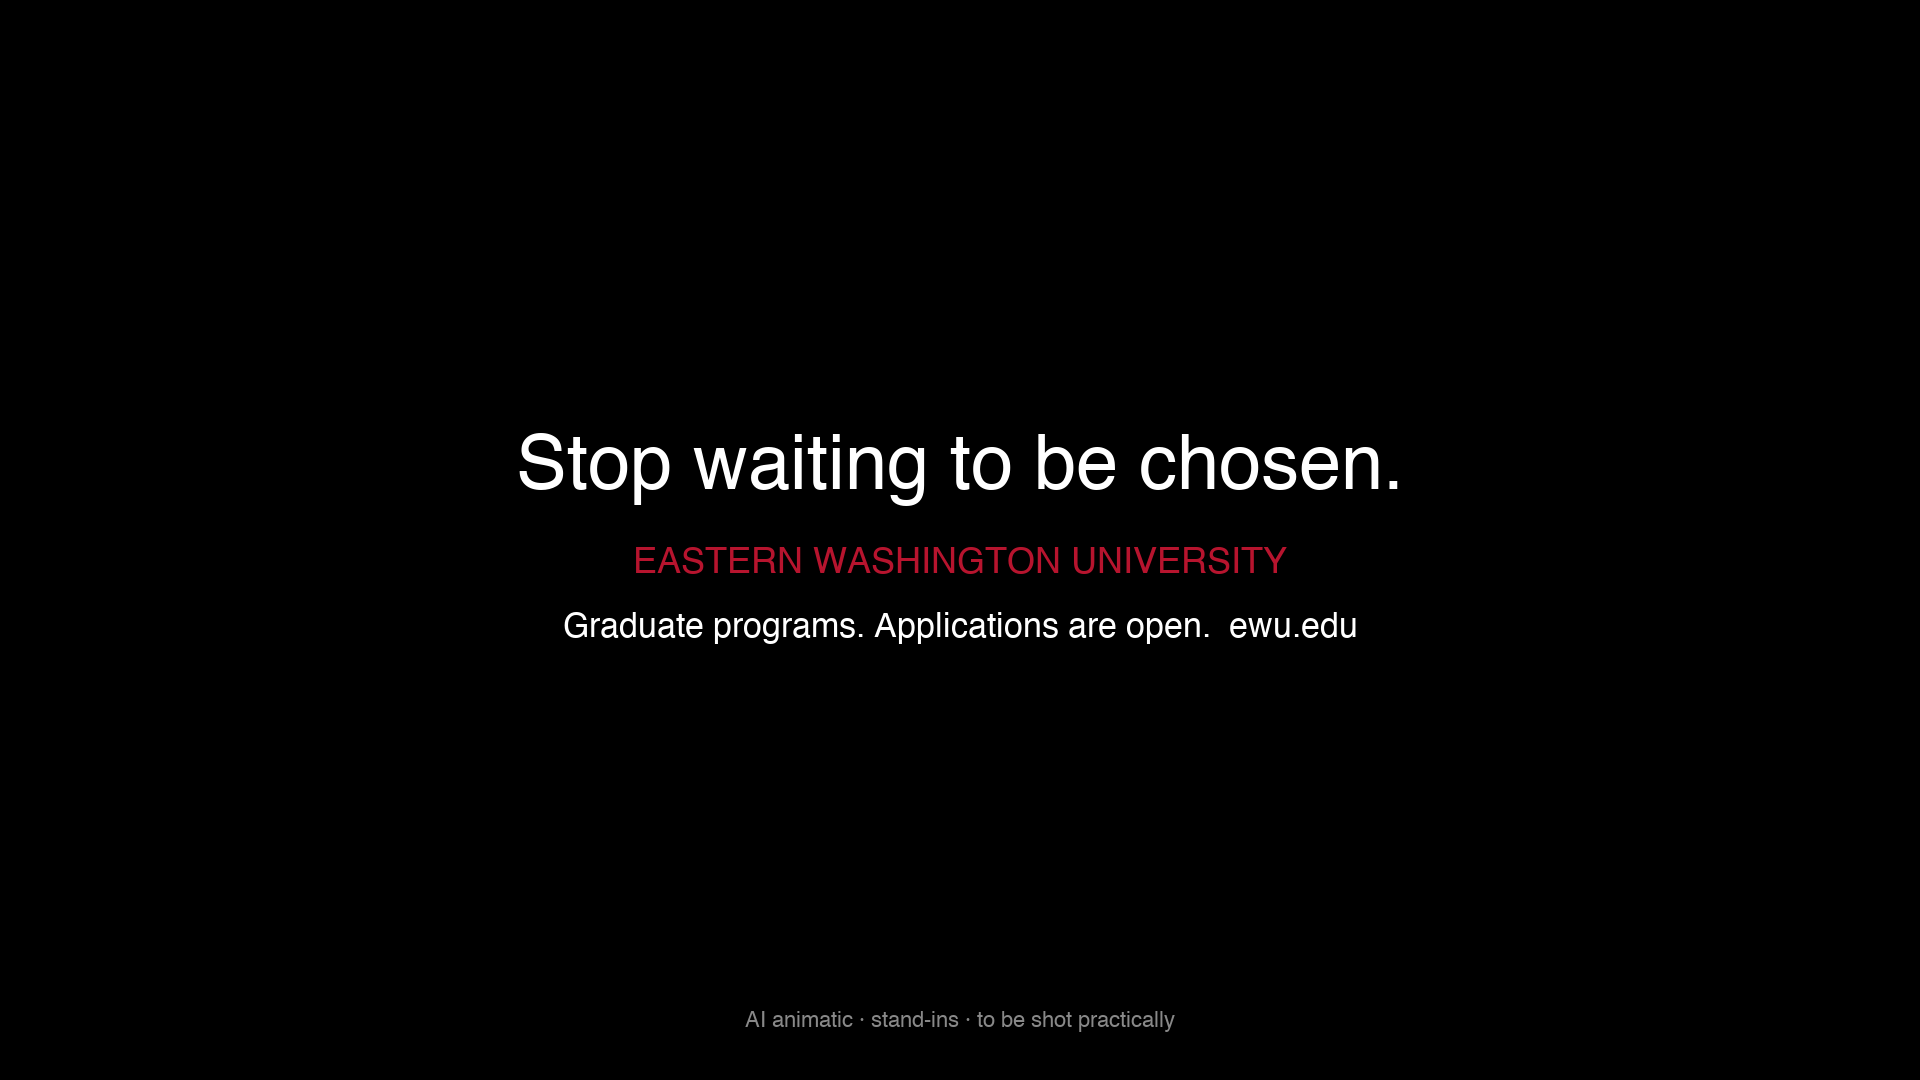 Stop waiting to be chosen.
EASTERN WASHINGTON UNIVERSITY
Graduate programs. Applications are open.  ewu.edu
AI animatic · stand-ins · to be shot practically